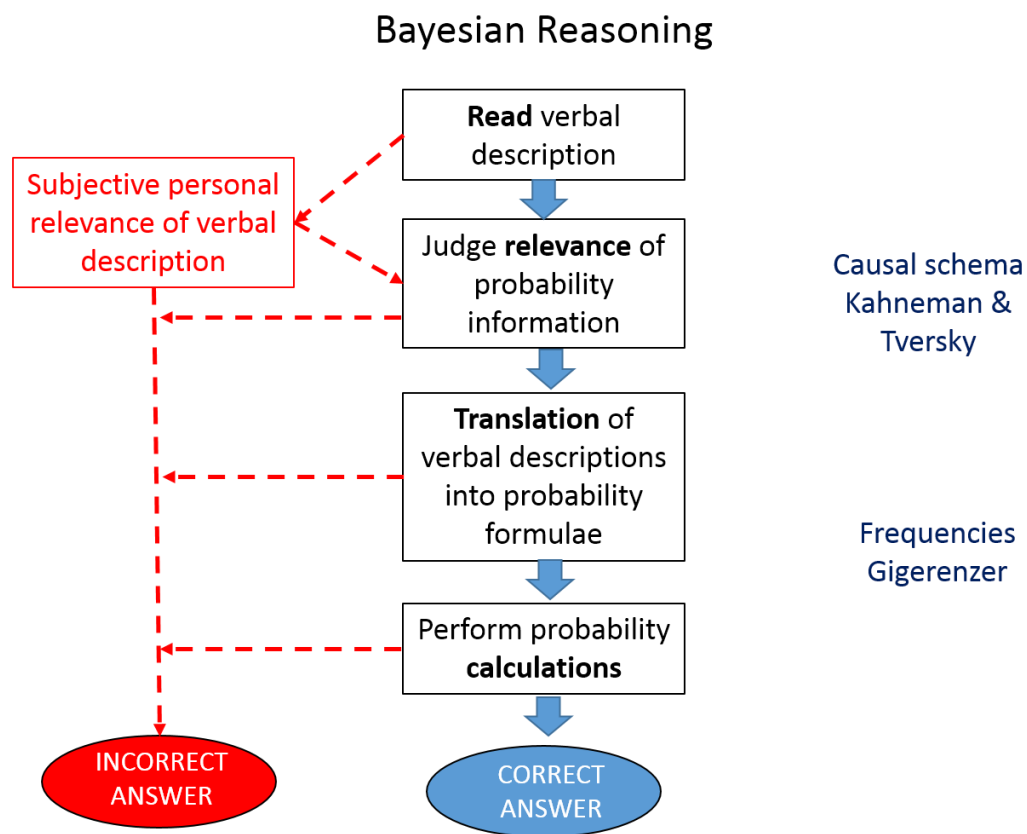 Bayesian Reasoning
Read verbal
description
Subjective personal
relevance of verbal
description
Judge relevance of
probability
information
Causal schema
Kahneman &
Tversky
Translation of
verbal descriptions
into probability
formulae
Frequencies
Gigerenzer
Perform probability
calculations
INCORRECT
ANSWER
CORRECT
ANSWER